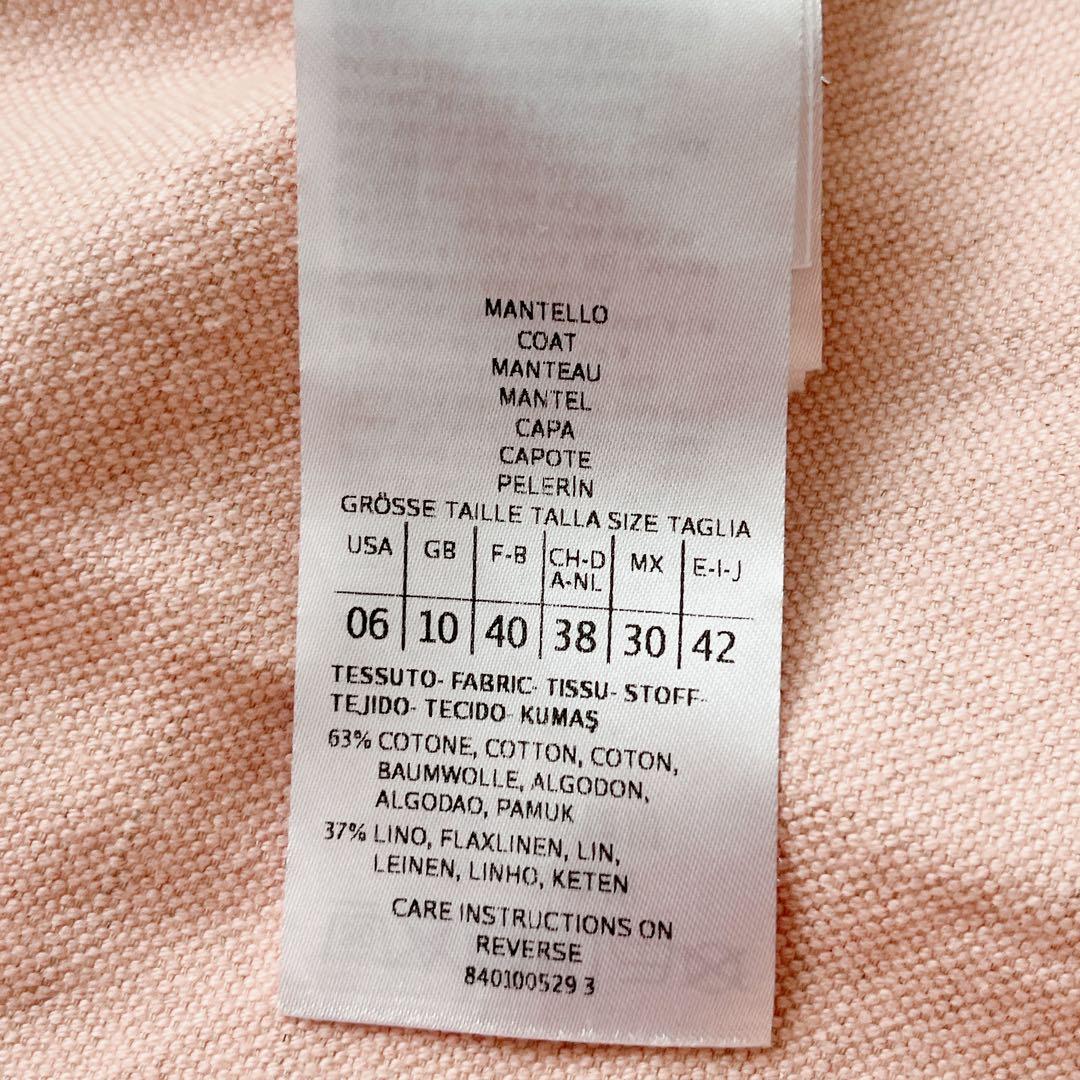 MANTELLO
COAT
MANTEAU
MANTEL
CAPA
CAPOTE
PELERİN
GRÖSSE TAILLE TALLA SIZE TAGLIA
USA GB F-B CH-D A-NL MX E-I-J
06 10 40 38 30 42
TESSUTO- FABRIC- TISSU- STOFF-
TEJIDO- TECIDO- KUMAŞ
63% COTONE, COTTON, COTON,
BAUMWOLLE, ALGODON,
ALGODAO, PAMUK
37% LINO, FLAXLINEN, LIN,
LEINEN, LINHO, KETEN
CARE INSTRUCTIONS ON
REVERSE
840100529 3